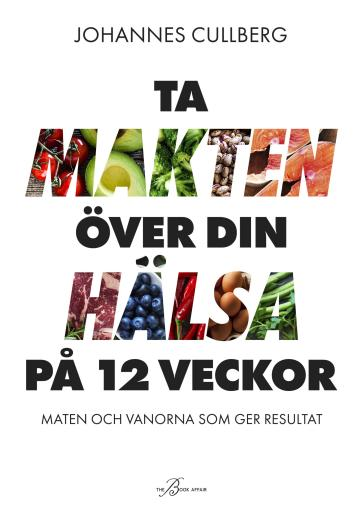 JOHANNES CULLBERG
TA
MAKTEN
ÖVER DIN
HÄLSA
PÅ 12 VECKOR
MATEN OCH VANORNA SOM GER RESULTAT
THE BOOK AFFAIR